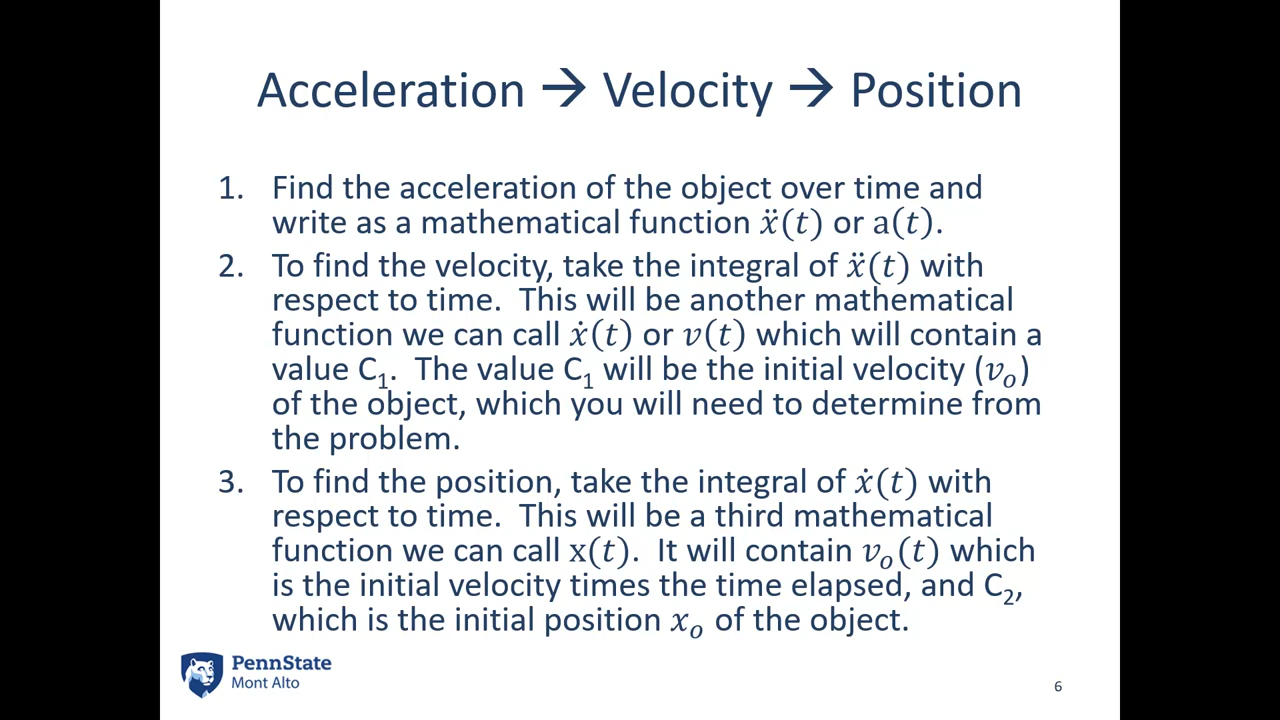 Acceleration → Velocity → Position
1. Find the acceleration of the object over time and
write as a mathematical function ẍ(t) or a(t).
2. To find the velocity, take the integral of ẍ(t) with
respect to time. This will be another mathematical
function we can call ẋ(t) or v(t) which will contain a
value C₁. The value C₁ will be the initial velocity (vₒ)
of the object, which you will need to determine from
the problem.
3. To find the position, take the integral of ẋ(t) with
respect to time. This will be a third mathematical
function we can call x(t). It will contain vₒ(t) which
is the initial velocity times the time elapsed, and C₂,
which is the initial position xₒ of the object.
PennState
Mont Alto
6